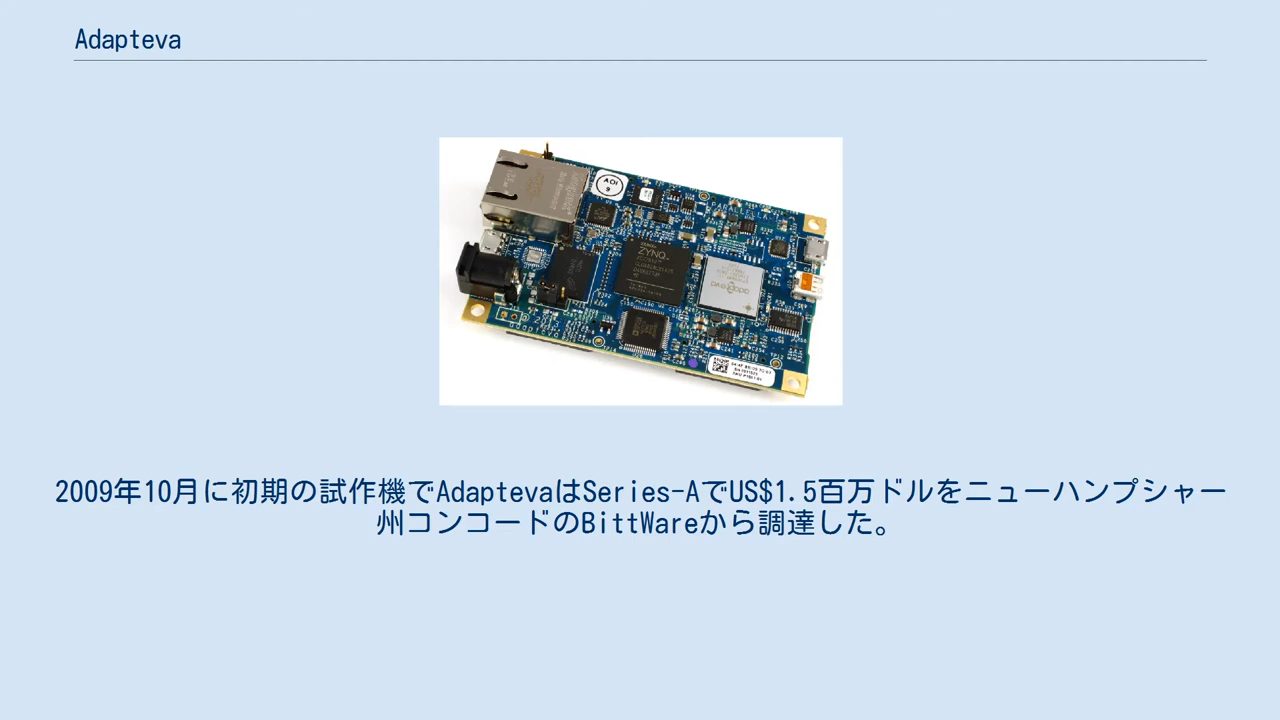 Adapteva
AOI
9
ZYNQ
2009年10月に初期の試作機でAdaptevaはSeries-AでUS$1.5百万ドルをニューハンプシャー
州コンコードのBittWareから調達した。